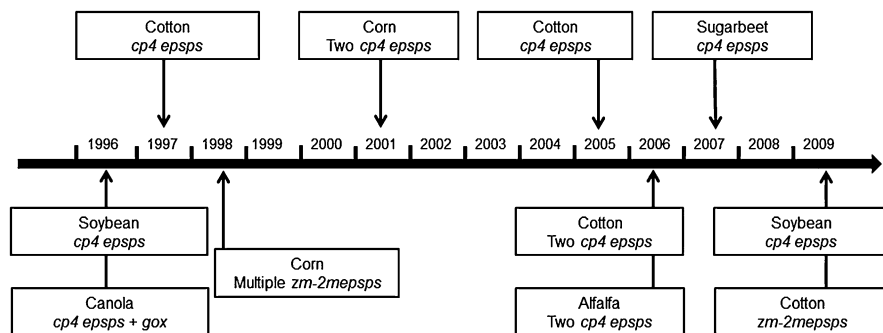 Cotton
cp4 epsps
Corn
Two cp4 epsps
Cotton
cp4 epsps
Sugarbeet
cp4 epsps
1996 1997 1998 1999 2000 2001 2002 2003 2004 2005 2006 2007 2008 2009
Soybean
cp4 epsps
Canola
cp4 epsps + gox
Corn
Multiple zm-2mepsps
Cotton
Two cp4 epsps
Alfalfa
Two cp4 epsps
Soybean
cp4 epsps
Cotton
zm-2mepsps